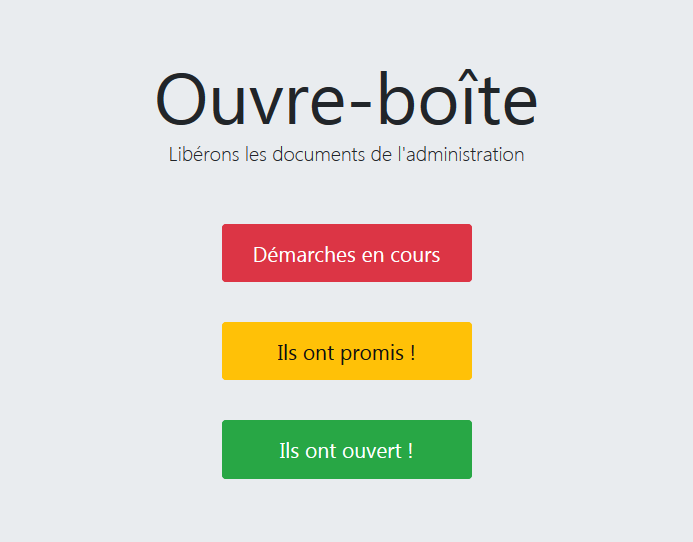 Ouvre-boîte
Libérons les documents de l'administration
Démarches en cours
Ils ont promis !
Ils ont ouvert !